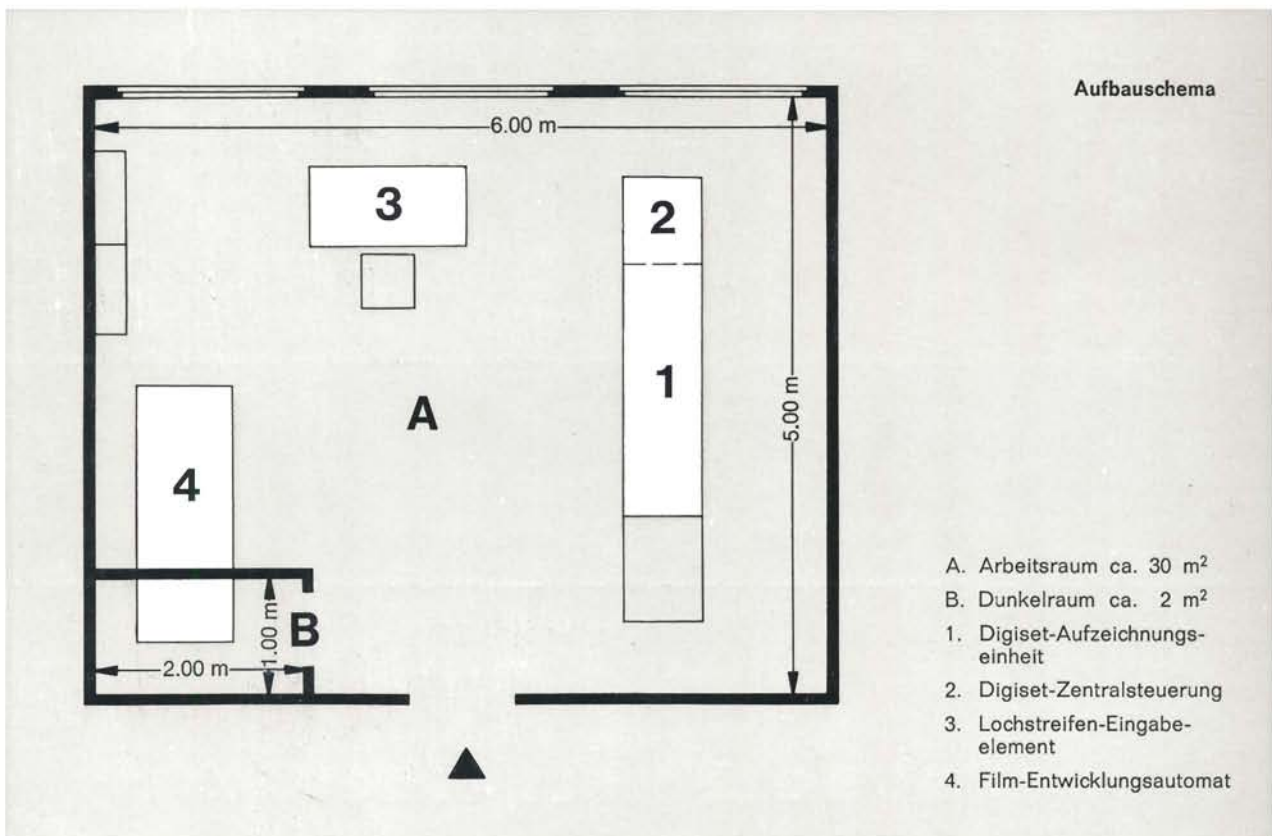 Aufbauschema
6.00 m
3
2
5.00 m
1
A
4
1.00 m
B
2.00 m
A. Arbeitsraum ca. 30 m²
B. Dunkelraum ca. 2 m²
1. Digiset-Aufzeichnungs-
einheit
2. Digiset-Zentralsteuerung
3. Lochstreifen-Eingabe-
element
4. Film-Entwicklungsautomat